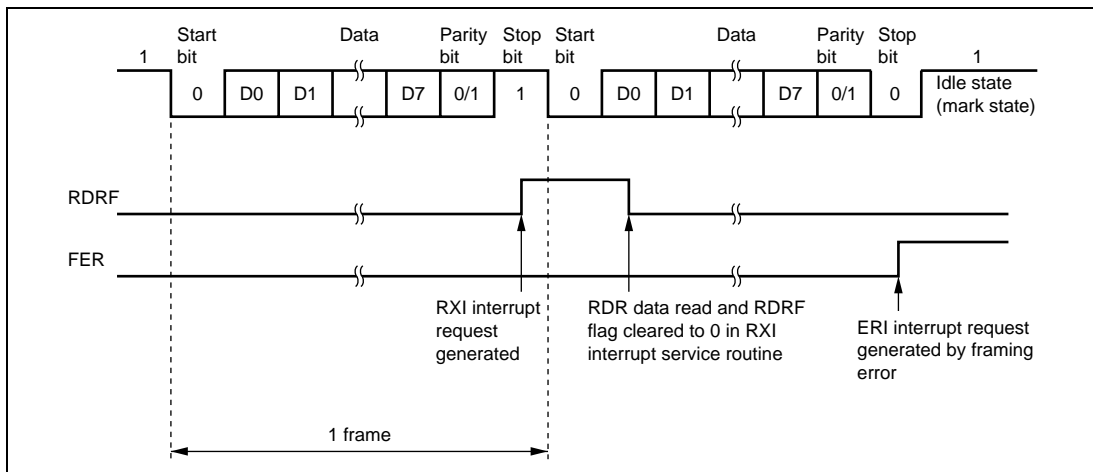 Start bit
Data
Parity bit
Stop bit
Start bit
Data
Parity bit
Stop bit
1
1
0
D0
D1
D7
0/1
1
0
D0
D1
D7
0/1
0
Idle state
(mark state)
RDRF
FER
RXI interrupt
request
generated
RDR data read and RDRF
flag cleared to 0 in RXI
interrupt service routine
ERI interrupt request
generated by framing
error
1 frame